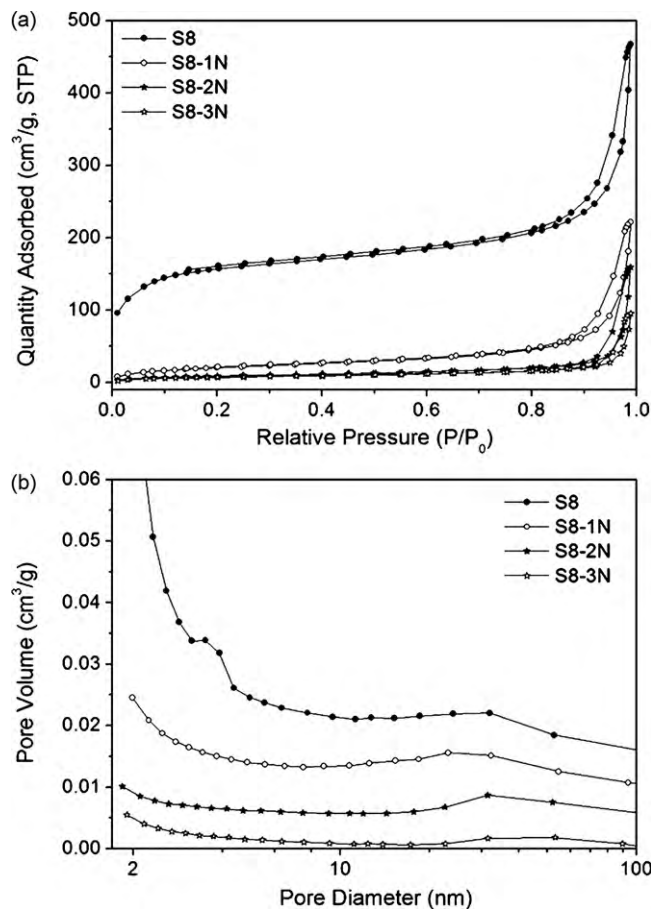 (a)
500
400
300
200
100
0
Quantity Adsorbed (cm³/g, STP)
S8
S8-1N
S8-2N
S8-3N
0.0 0.2 0.4 0.6 0.8 1.0
Relative Pressure (P/P₀)
(b)
0.06
0.05
0.04
0.03
0.02
0.01
0.00
Pore Volume (cm³/g)
S8
S8-1N
S8-2N
S8-3N
2 10 100
Pore Diameter (nm)